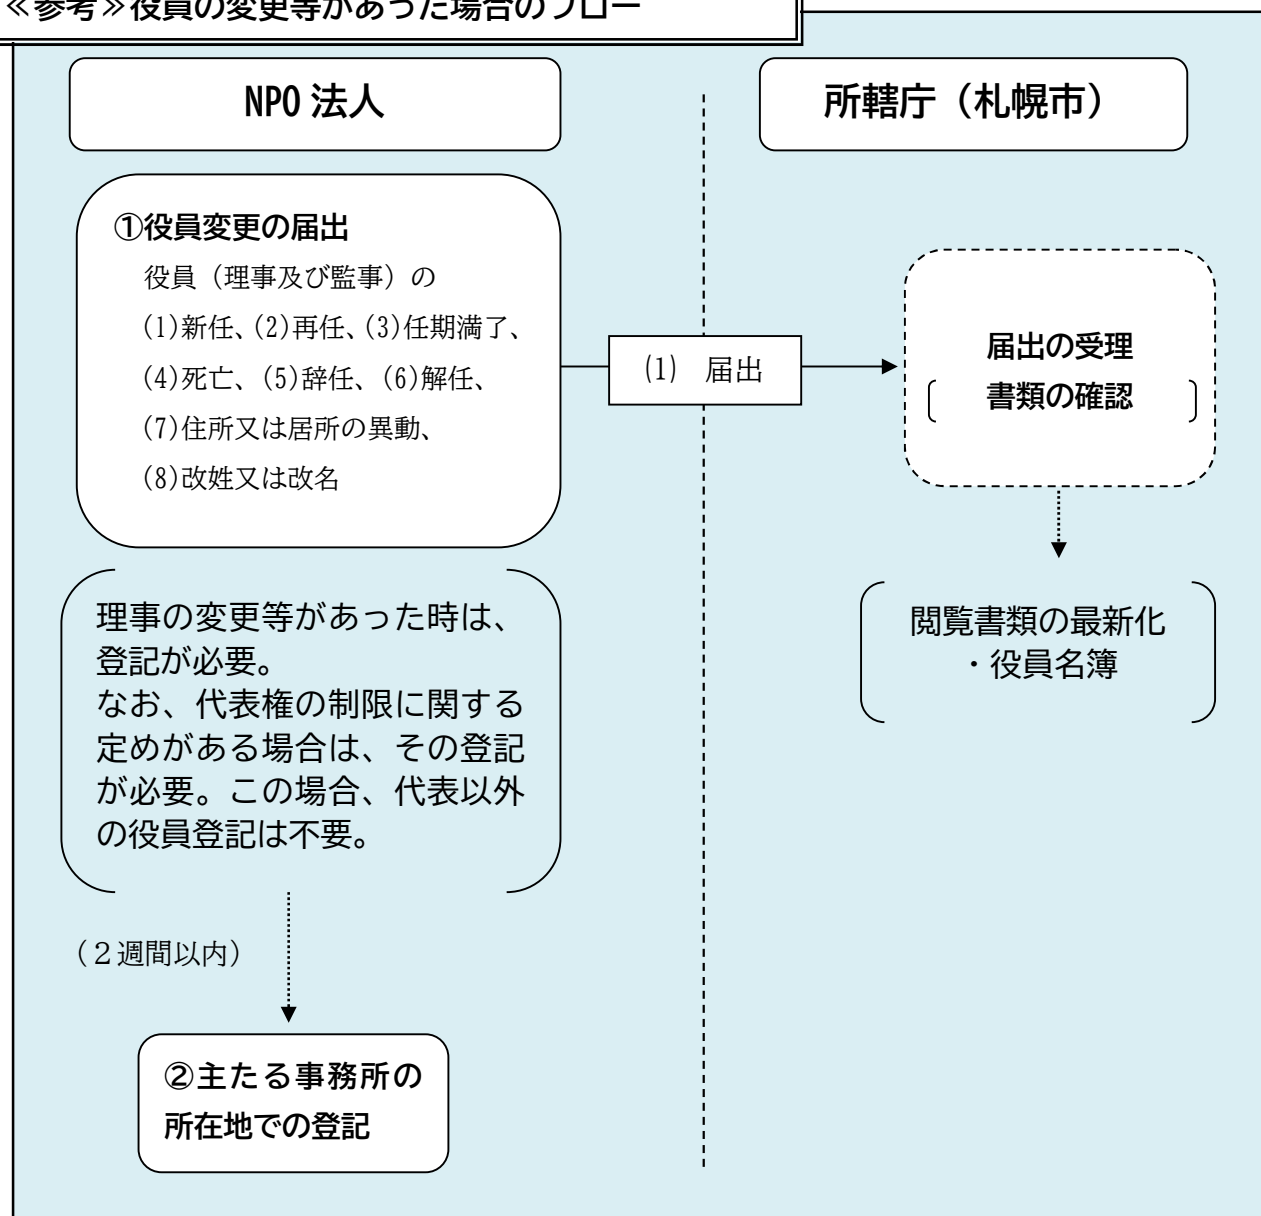 ≪参考≫役員の変更等があった場合のフロー
NPO 法人
所轄庁（札幌市）
①役員変更の届出
役員（理事及び監事）の
(1)新任、(2)再任、(3)任期満了、
(4)死亡、(5)辞任、(6)解任、
(7)住所又は居所の異動、
(8)改姓又は改名
(1) 届出
届出の受理
書類の確認
理事の変更等があった時は、
登記が必要。
なお、代表権の制限に関する
定めがある場合は、その登記
が必要。この場合、代表以外
の役員登記は不要。
閲覧書類の最新化
・役員名簿
（２週間以内）
②主たる事務所の
所在地での登記